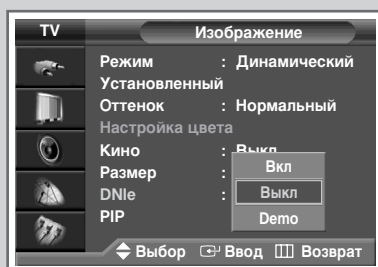 TV
Изображение
Режим : Динамический
Установленный
Оттенок : Нормальный
Настройка цвета
Кино : Выкл
Размер :
DNIe :
PIP
Вкл
Выкл
Demo
Выбор Ввод Возврат